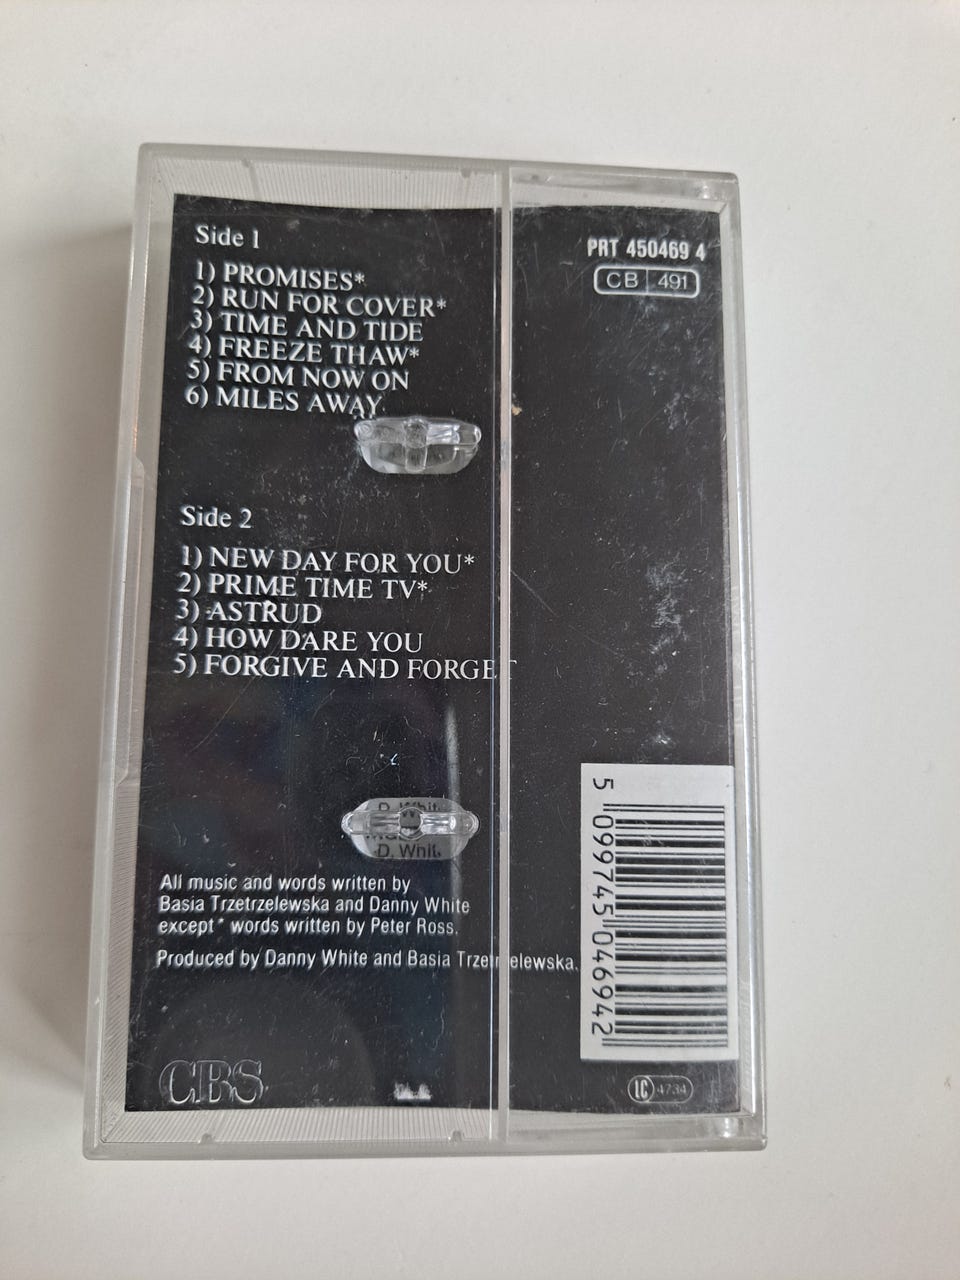 Side 1
1) PROMISES*
2) RUN FOR COVER*
3) TIME AND TIDE
4) FREEZE THAW*
5) FROM NOW ON
6) MILES AWAY
Side 2
1) NEW DAY FOR YOU*
2) PRIME TIME TV*
3) ASTRUD
4) HOW DARE YOU
5) FORGIVE AND FORGET
D. White
D. Whit
All music and words written by
Basia Trzetrzelewska and Danny White
except * words written by Peter Ross.
Produced by Danny White and Basia Trzetrzelewska.
CBS
PRT 450469 4
CB 491
5 099745 046942
LC 4734